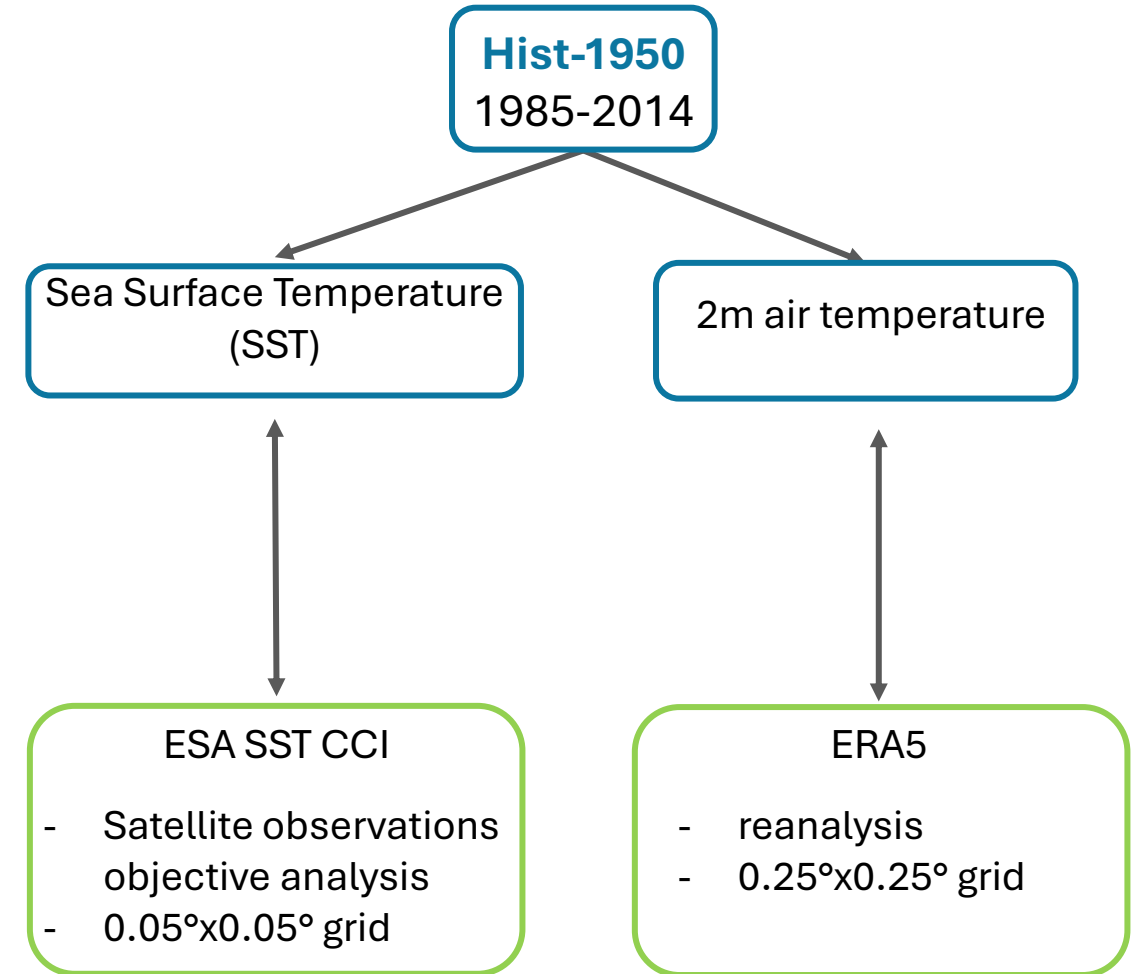 Hist-1950
1985-2014
Sea Surface Temperature
(SST)
2m air temperature
ESA SST CCI
- Satellite observations
objective analysis
- 0.05°x0.05° grid
ERA5
- reanalysis
- 0.25°x0.25° grid